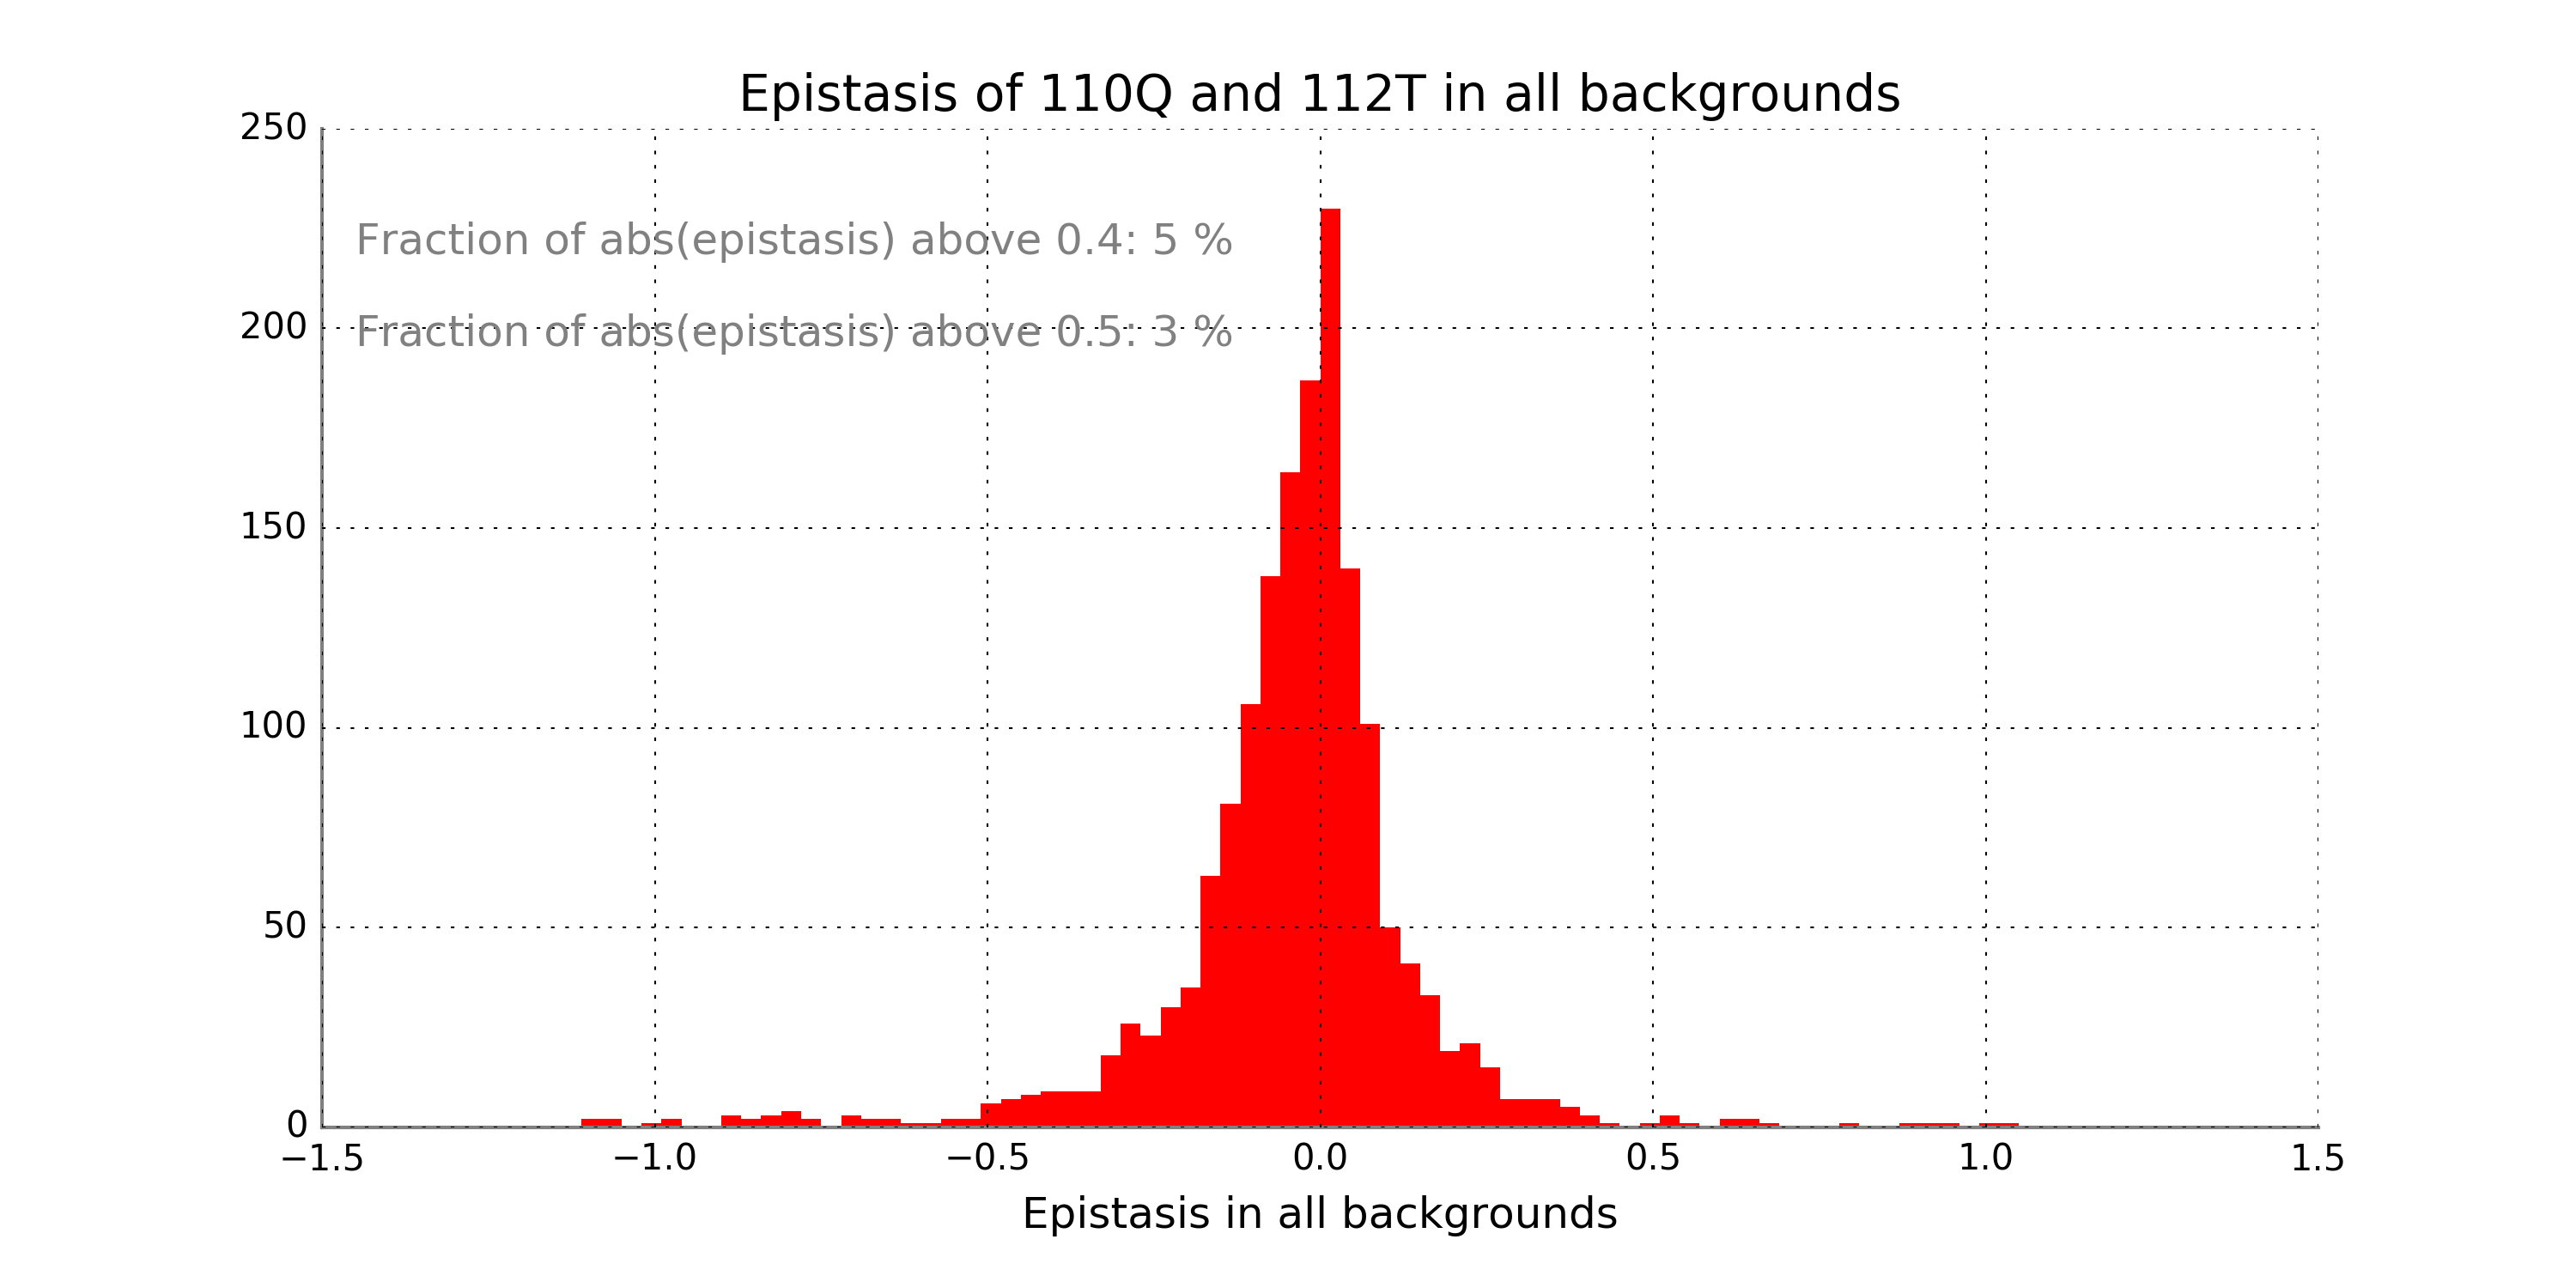 Epistasis of 110Q and 112T in all backgrounds
250
Fraction of abs(epistasis) above 0.4: 5 %
200
Fraction of abs(epistasis) above 0.5: 3 %
150
100
50
0
−1.5 −1.0 −0.5 0.0 0.5 1.0 1.5
Epistasis in all backgrounds